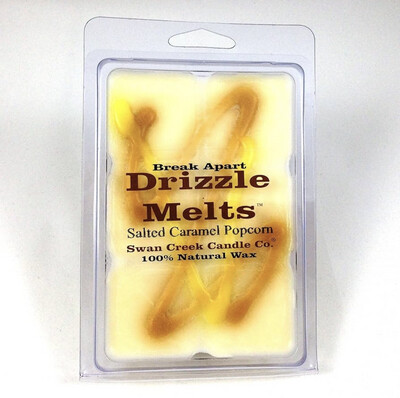 Break Apart
Drizzle
Melts™
Salted Caramel Popcorn
Swan Creek Candle Co.®
100% Natural Wax